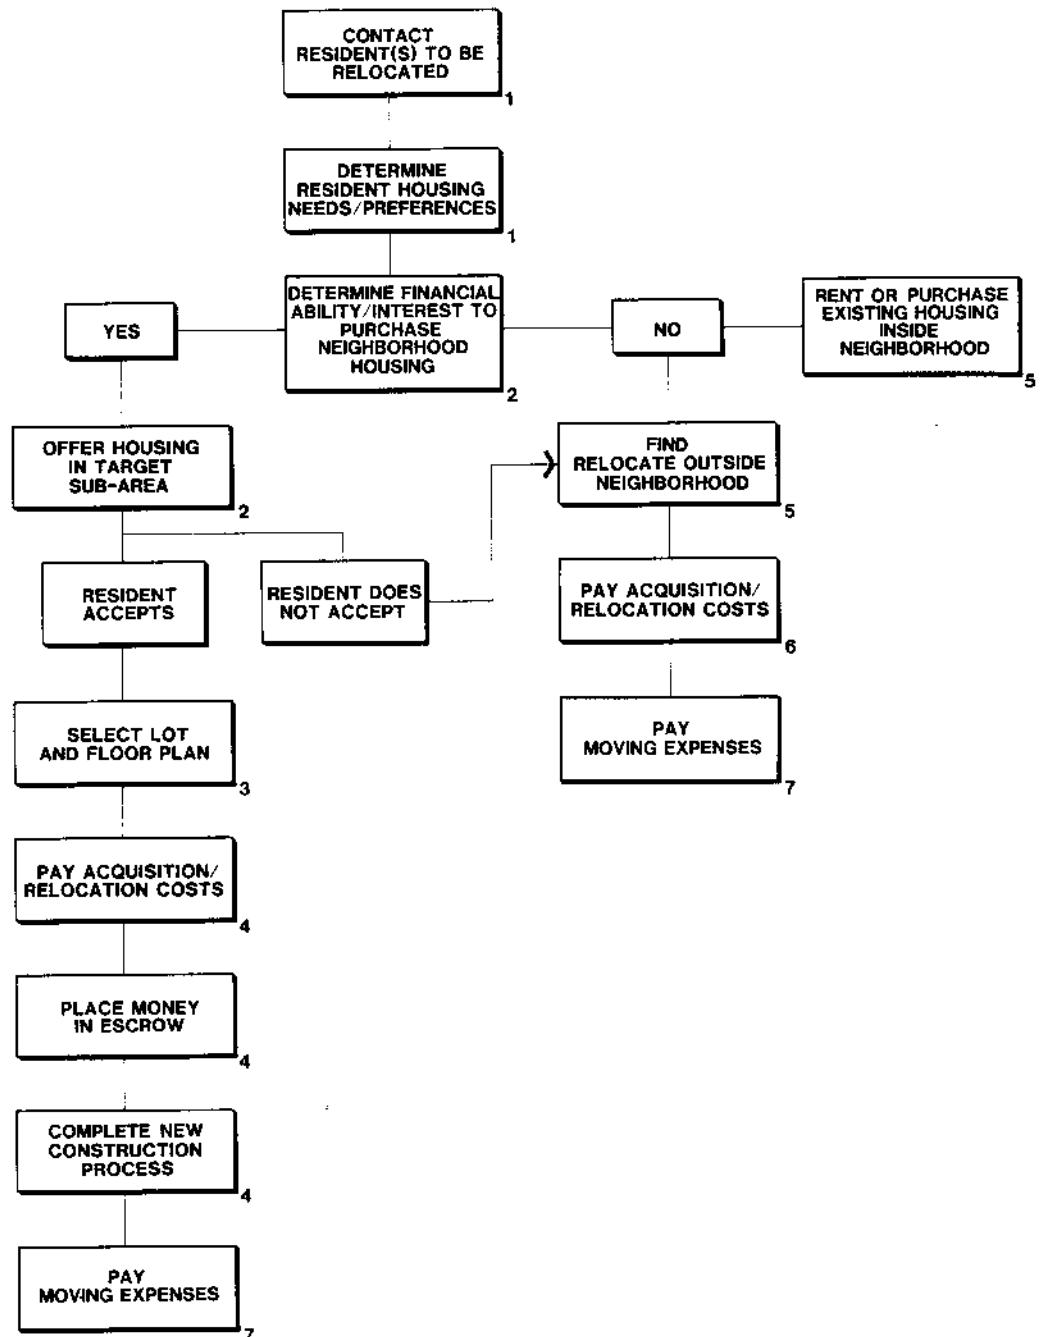 CONTACT
RESIDENT(S) TO BE
RELOCATED
1
DETERMINE
RESIDENT HOUSING
NEEDS/PREFERENCES
1
DETERMINE FINANCIAL
ABILITY/INTEREST TO
PURCHASE
NEIGHBORHOOD
HOUSING
2
YES
NO
RENT OR PURCHASE
EXISTING HOUSING
INSIDE
NEIGHBORHOOD
5
OFFER HOUSING
IN TARGET
SUB-AREA
2
FIND
RELOCATE OUTSIDE
NEIGHBORHOOD
5
RESIDENT
ACCEPTS
RESIDENT DOES
NOT ACCEPT
PAY ACQUISITION/
RELOCATION COSTS
6
SELECT LOT
AND FLOOR PLAN
3
PAY
MOVING EXPENSES
7
PAY ACQUISITION/
RELOCATION COSTS
4
PLACE MONEY
IN ESCROW
4
COMPLETE NEW
CONSTRUCTION
PROCESS
4
PAY
MOVING EXPENSES
7